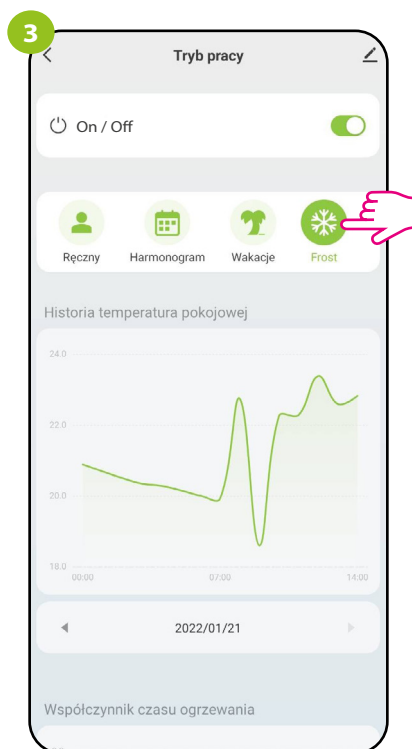 3
Tryb pracy
On / Off
Ręczny Harmonogram Wakacje Frost
Historia temperatura pokojowej
24.0
22.0
20.0
18.0
00:00 07:00 14:00
2022/01/21
Współczynnik czasu ogrzewania